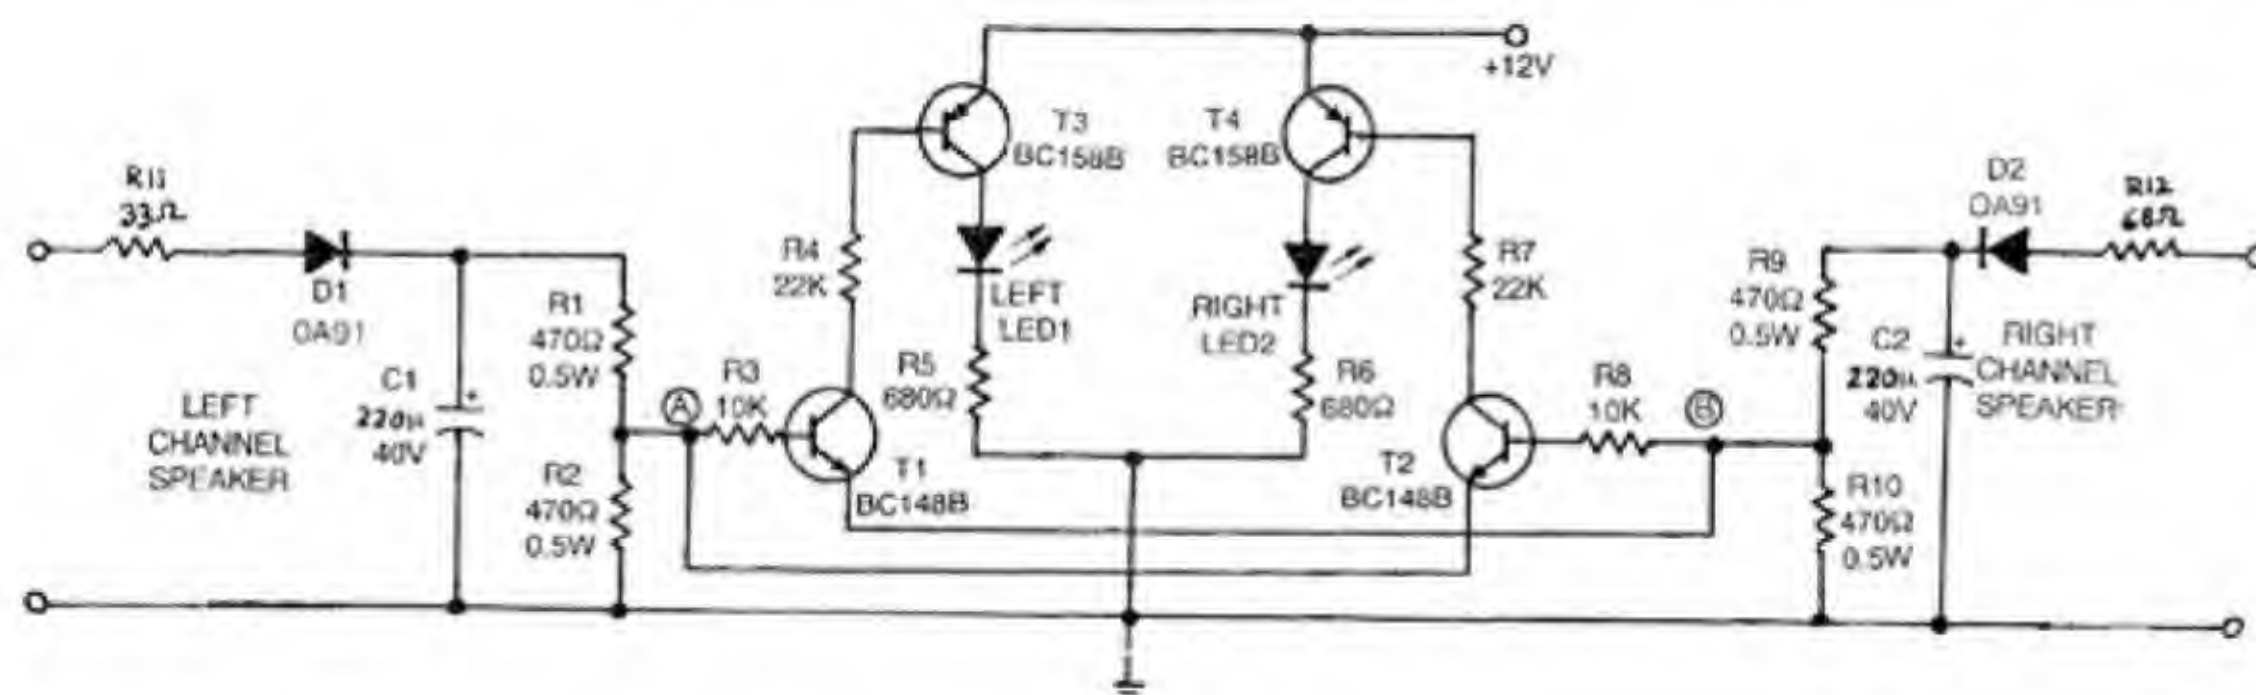 +12V
T3
BC158B
T4
BC158B
R11
33Ω
D1
OA91
LEFT
CHANNEL
SPEAKER
C1
220µ
40V
R1
470Ω
0.5W
R2
470Ω
0.5W
A
R3
10K
R4
22K
T1
BC148B
LEFT
LED1
R5
680Ω
RIGHT
LED2
R6
680Ω
R7
22K
T2
BC148B
R8
10K
B
R9
470Ω
0.5W
R10
470Ω
0.5W
D2
OA91
R12
68Ω
C2
220µ
40V
RIGHT
CHANNEL
SPEAKER